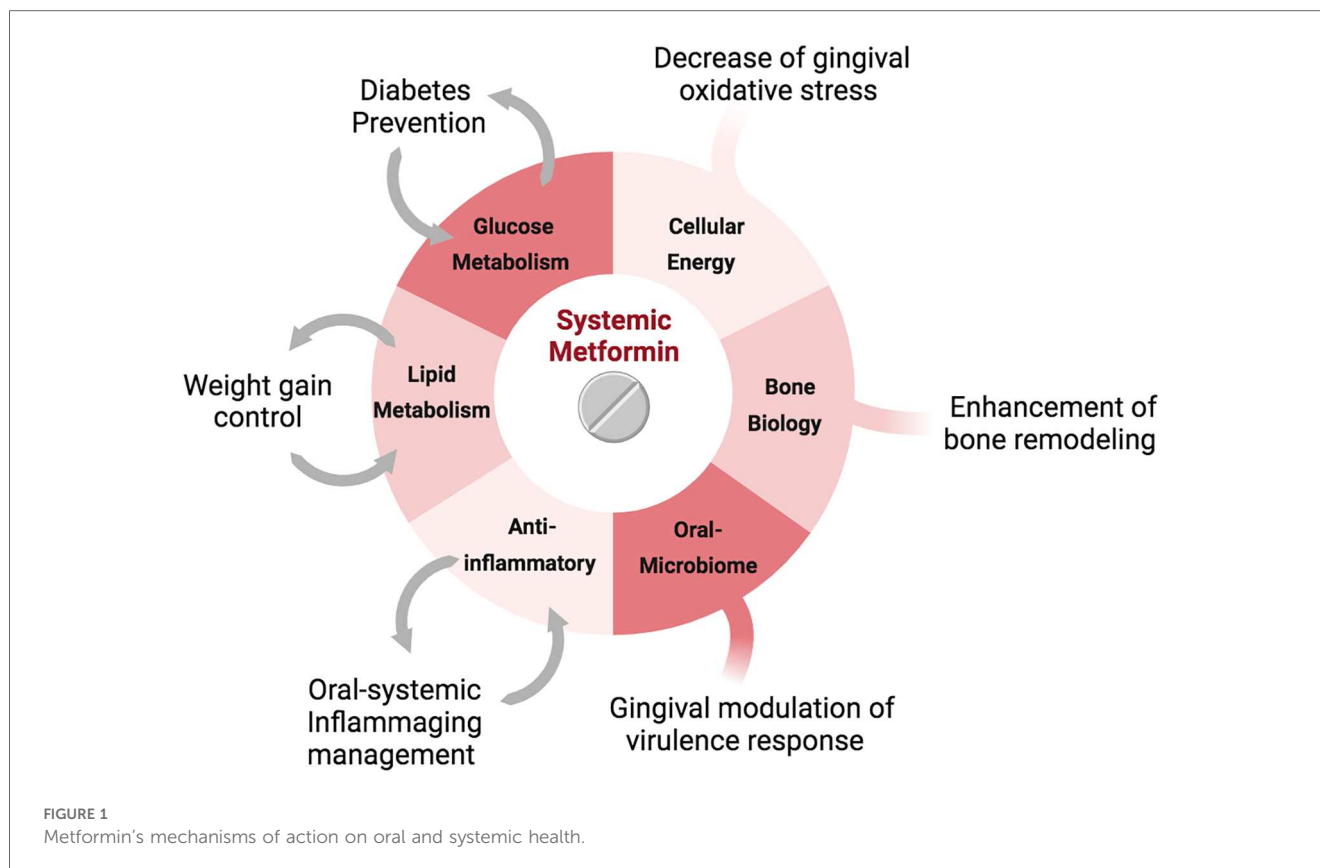 Decrease of gingival
oxidative stress
Diabetes
Prevention
Glucose
Metabolism
Cellular
Energy
Systemic
Metformin
Lipid
Metabolism
Weight gain
control
Bone
Biology
Enhancement of
bone remodeling
Anti-
inflammatory
Oral-
Microbiome
Oral-systemic
Inflammaging
management
Gingival modulation of
virulence response
FIGURE 1
Metformin's mechanisms of action on oral and systemic health.